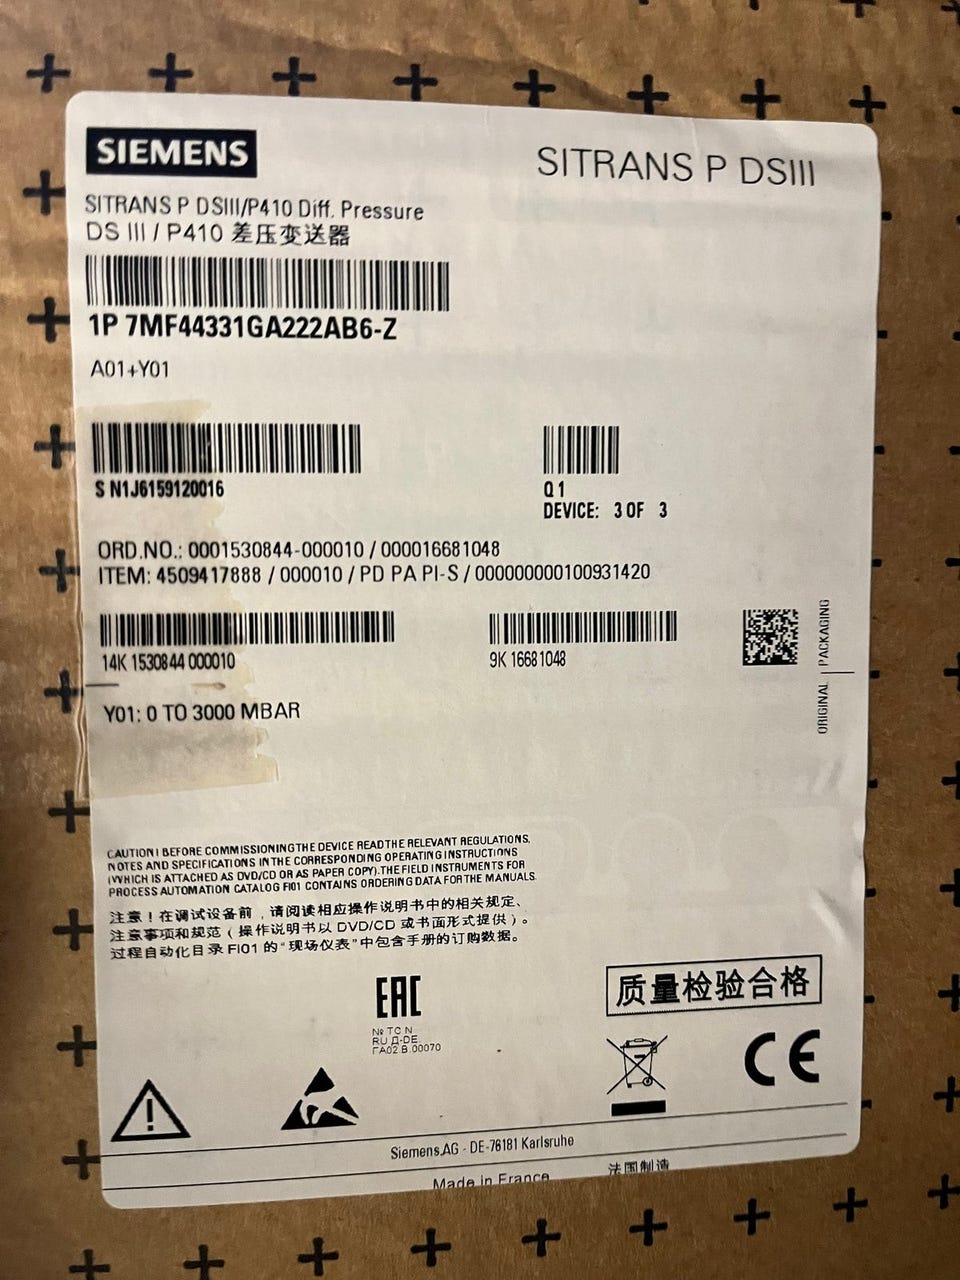 SIEMENS
SITRANS P DSIII
SITRANS P DSIII/P410 Diff. Pressure
DS III / P410 差压变送器
1P 7MF44331GA222AB6-Z
A01+Y01
S N1J6159120016
Q 1
DEVICE: 3 OF 3
ORD.NO.: 0001530844-000010 / 000016681048
ITEM: 4509417888 / 000010 / PD PA PI-S / 000000000100931420
14K 1530844 000010
9K 16681048
ORIGINAL | PACKAGING
Y01: 0 TO 3000 MBAR
CAUTION! BEFORE COMMISSIONING THE DEVICE READ THE RELEVANT REGULATIONS,
NOTES AND SPECIFICATIONS IN THE CORRESPONDING OPERATING INSTRUCTIONS
(WHICH IS ATTACHED AS DVD/CD OR AS PAPER COPY). THE FIELD INSTRUMENTS FOR
PROCESS AUTOMATION CATALOG FI01 CONTAINS ORDERING DATA FOR THE MANUALS.
注意！在调试设备前，请阅读相应操作说明书中的相关规定、
注意事项和规范（操作说明书以 DVD/CD 或书面形式提供）。
过程自动化目录 FI01 的“现场仪表”中包含手册的订购数据。
EAC
№ TC N
RU Д-DE
ГА02.В.00070
质量检验合格
CE
Siemens AG - DE-76181 Karlsruhe
Made in France
法国制造